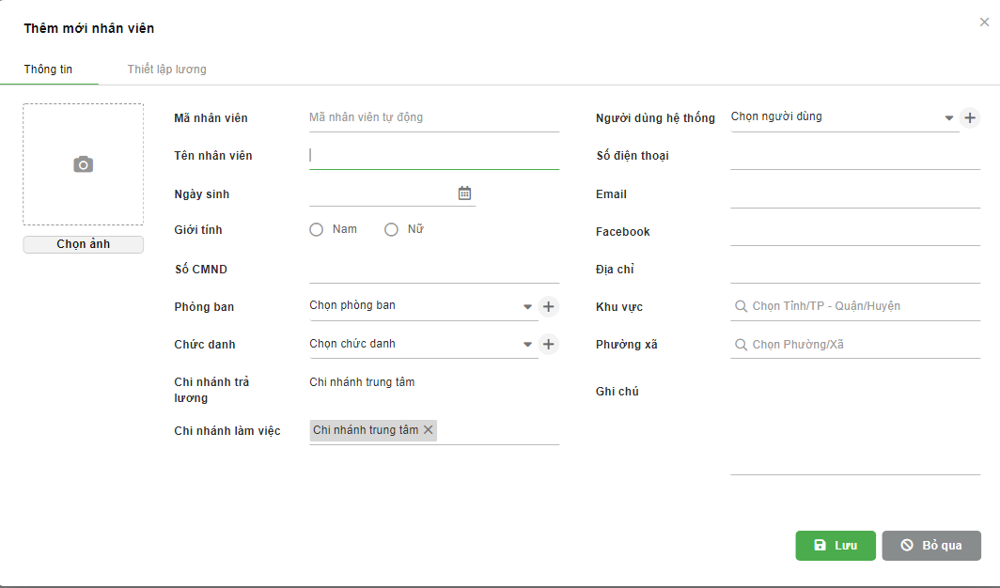 Thêm mới nhân viên
Thông tin
Thiết lập lương
Chọn ảnh
Mã nhân viên
Mã nhân viên tự động
Tên nhân viên
Ngày sinh
Giới tính
Nam
Nữ
Số CMND
Phòng ban
Chọn phòng ban
Chức danh
Chọn chức danh
Chi nhánh trả
lương
Chi nhánh trung tâm
Chi nhánh làm việc
Chi nhánh trung tâm
Người dủng hệ thống
Chọn người dùng
Số điện thoại
Email
Facebook
Địa chỉ
Khu vực
Chọn Tỉnh/TP - Quận/Huyện
Phường xã
Chọn Phường/Xã
Ghi chú
Lưu
Bỏ qua